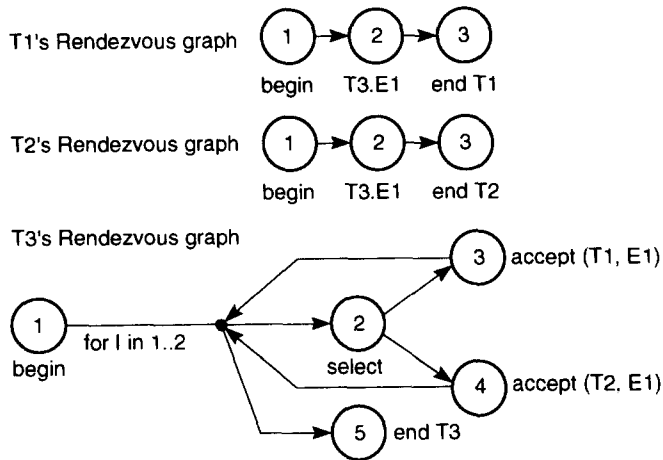 T1's Rendezvous graph
1
2
3
begin
T3.E1
end T1
T2's Rendezvous graph
1
2
3
begin
T3.E1
end T2
T3's Rendezvous graph
3
accept (T1, E1)
1
for I in 1..2
2
begin
select
4
accept (T2, E1)
5
end T3